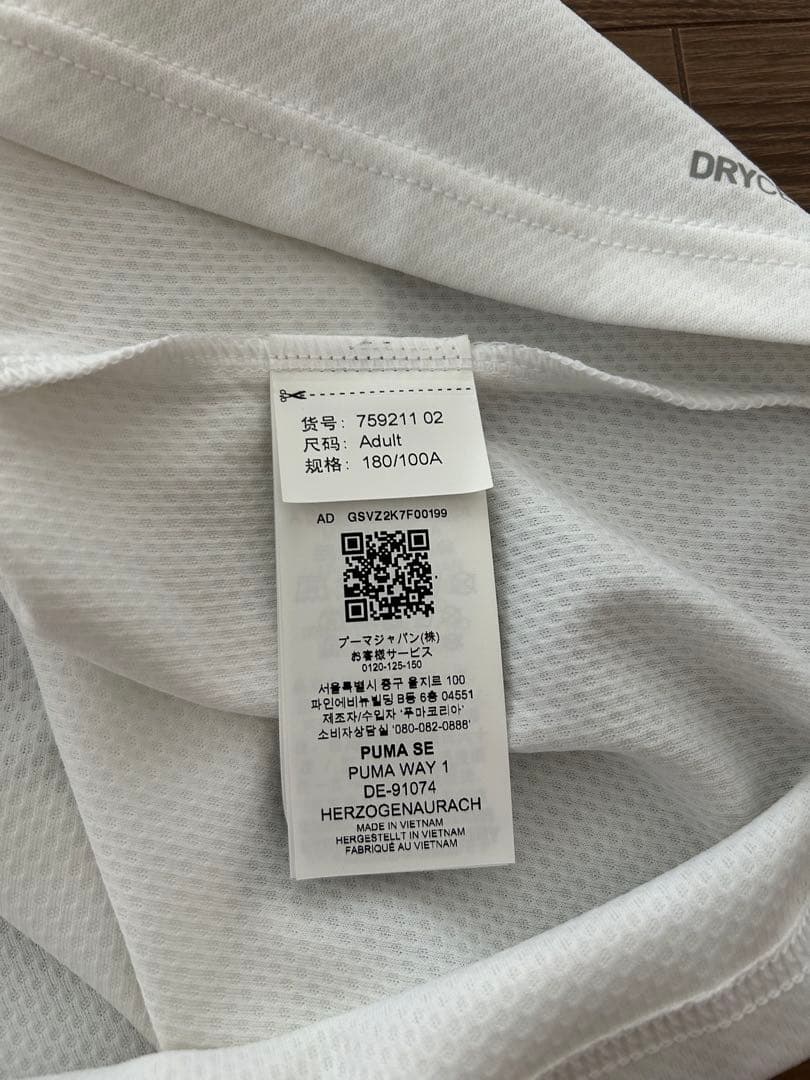 DRYC
货号: 759211 02
尺码: Adult
规格: 180/100A
AD GSVZ2K7F00199
プーマジャパン(株)
お客様サービス
0120-125-150
서울특별시 중구 을지르 100
파인에비뉴빌딩 B동 6층 04551
제조자/수입자 '푸마코리아'
소비자상담실 '080-082-0888'
PUMA SE
PUMA WAY 1
DE-91074
HERZOGENAURACH
MADE IN VIETNAM
HERGESTELLT IN VIETNAM
FABRIQUÉ AU VIETNAM